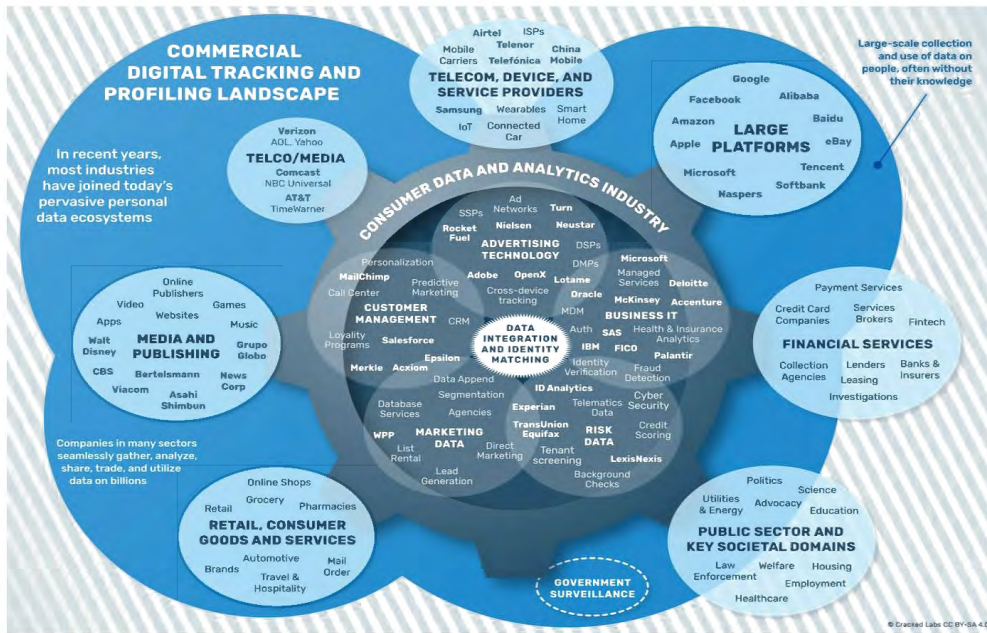 COMMERCIAL
DIGITAL TRACKING AND
PROFILING LANDSCAPE
In recent years,
most industries
have joined today's
pervasive personal
data ecosystems
Verizon
AOL, Yahoo
TELCO/MEDIA
Comcast
NBC Universal
AT&T
TimeWarner
Airtel ISPs
Mobile Carriers Telenor China Mobile
Telefónica
TELECOM, DEVICE, AND
SERVICE PROVIDERS
Samsung Wearables Smart Home
IoT Connected Car
Large-scale collection
and use of data on
people, often without
their knowledge
Google
Facebook Alibaba
Amazon Baidu
LARGE
PLATFORMS
Apple eBay
Microsoft Tencent
Naspers Softbank
CONSUMER DATA AND ANALYTICS INDUSTRY
Ad
Networks
SSPs Turn
Rocket Fuel Nielsen Neustar
ADVERTISING
TECHNOLOGY
DSPs
DMPs
Adobe OpenX Lotame
Cross-device
tracking
Personalization
MailChimp
Call Center Predictive Marketing
CUSTOMER
MANAGEMENT
CRM
Loyality
Programs
Salesforce
Epsilon
Merkle Acxiom
Microsoft
Managed
Services
Deloitte
Oracle McKinsey Accenture
MDM
BUSINESS IT
Auth SAS Health & Insurance Analytics
IBM FICO Palantir
Identity
Verification
Fraud
Detection
DATA
INTEGRATION
AND IDENTITY
MATCHING
Data Append
Segmentation
Database
Services
Agencies
Experian
WPP
MARKETING
DATA
TransUnion
Equifax
List
Rental
Direct
Marketing
Lead
Generation
ID Analytics
Telematics
Data
Cyber
Security
RISK
DATA
Credit
Scoring
Tenant
screening
LexisNexis
Background
Checks
Online
Publishers
Video Games
Websites
Apps Music
Walt
Disney
MEDIA AND
PUBLISHING
Grupo
Globo
CBS Bertelsmann News Corp
Viacom
Asahi
Shimbun
Payment Services
Credit Card
Companies
Services
Brokers
Fintech
FINANCIAL SERVICES
Collection
Agencies
Lenders
Banks &
Insurers
Leasing
Investigations
Companies in many sectors
seamlessly gather, analyze,
share, trade, and utilize
data on billions
Online Shops
Grocery
Retail Pharmacies
RETAIL, CONSUMER
GOODS AND SERVICES
Automotive
Brands
Mail
Order
Travel &
Hospitality
GOVERNMENT
SURVEILLANCE
Politics
Science
Utilities
& Energy
Advocacy
Education
PUBLIC SECTOR AND
KEY SOCIETAL DOMAINS
Law
Enforcement
Welfare Housing
Employment
Healthcare
© Cracked Labs CC BY-SA 4.0